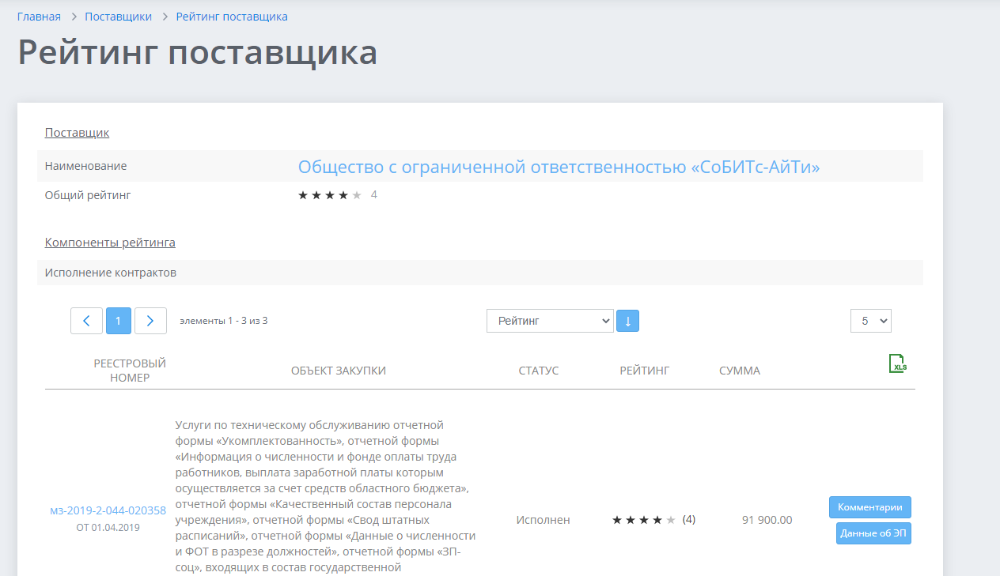 Главная > Поставщики > Рейтинг поставщика
Рейтинг поставщика
Поставщик
Наименование Общество с ограниченной ответственностью «СоБИТс-АйТи»
Общий рейтинг ★ ★ ★ ★ ★ 4
Компоненты рейтинга
Исполнение контрактов
1 элементы 1 - 3 из 3 Рейтинг ↓ 5
РЕЕСТРОВЫЙ НОМЕР ОБЪЕКТ ЗАКУПКИ СТАТУС РЕЙТИНГ СУММА XLS
мз-2019-2-044-020358
ОТ 01.04.2019
Услуги по техническому обслуживанию отчетной
формы «Укомплектованность», отчетной формы
«Информация о численности и фонде оплаты труда
работников, выплата заработной платы которым
осуществляется за счет средств областного бюджета»,
отчетной формы «Качественный состав персонала
учреждения», отчетной формы «Свод штатных
расписаний», отчетной формы «Данные о численности
и ФОТ в разрезе должностей», отчетной формы «ЗП-
соц», входящих в состав государственной
Исполнен ★ ★ ★ ★ ★ (4) 91 900.00
Комментарии
Данные об ЭП